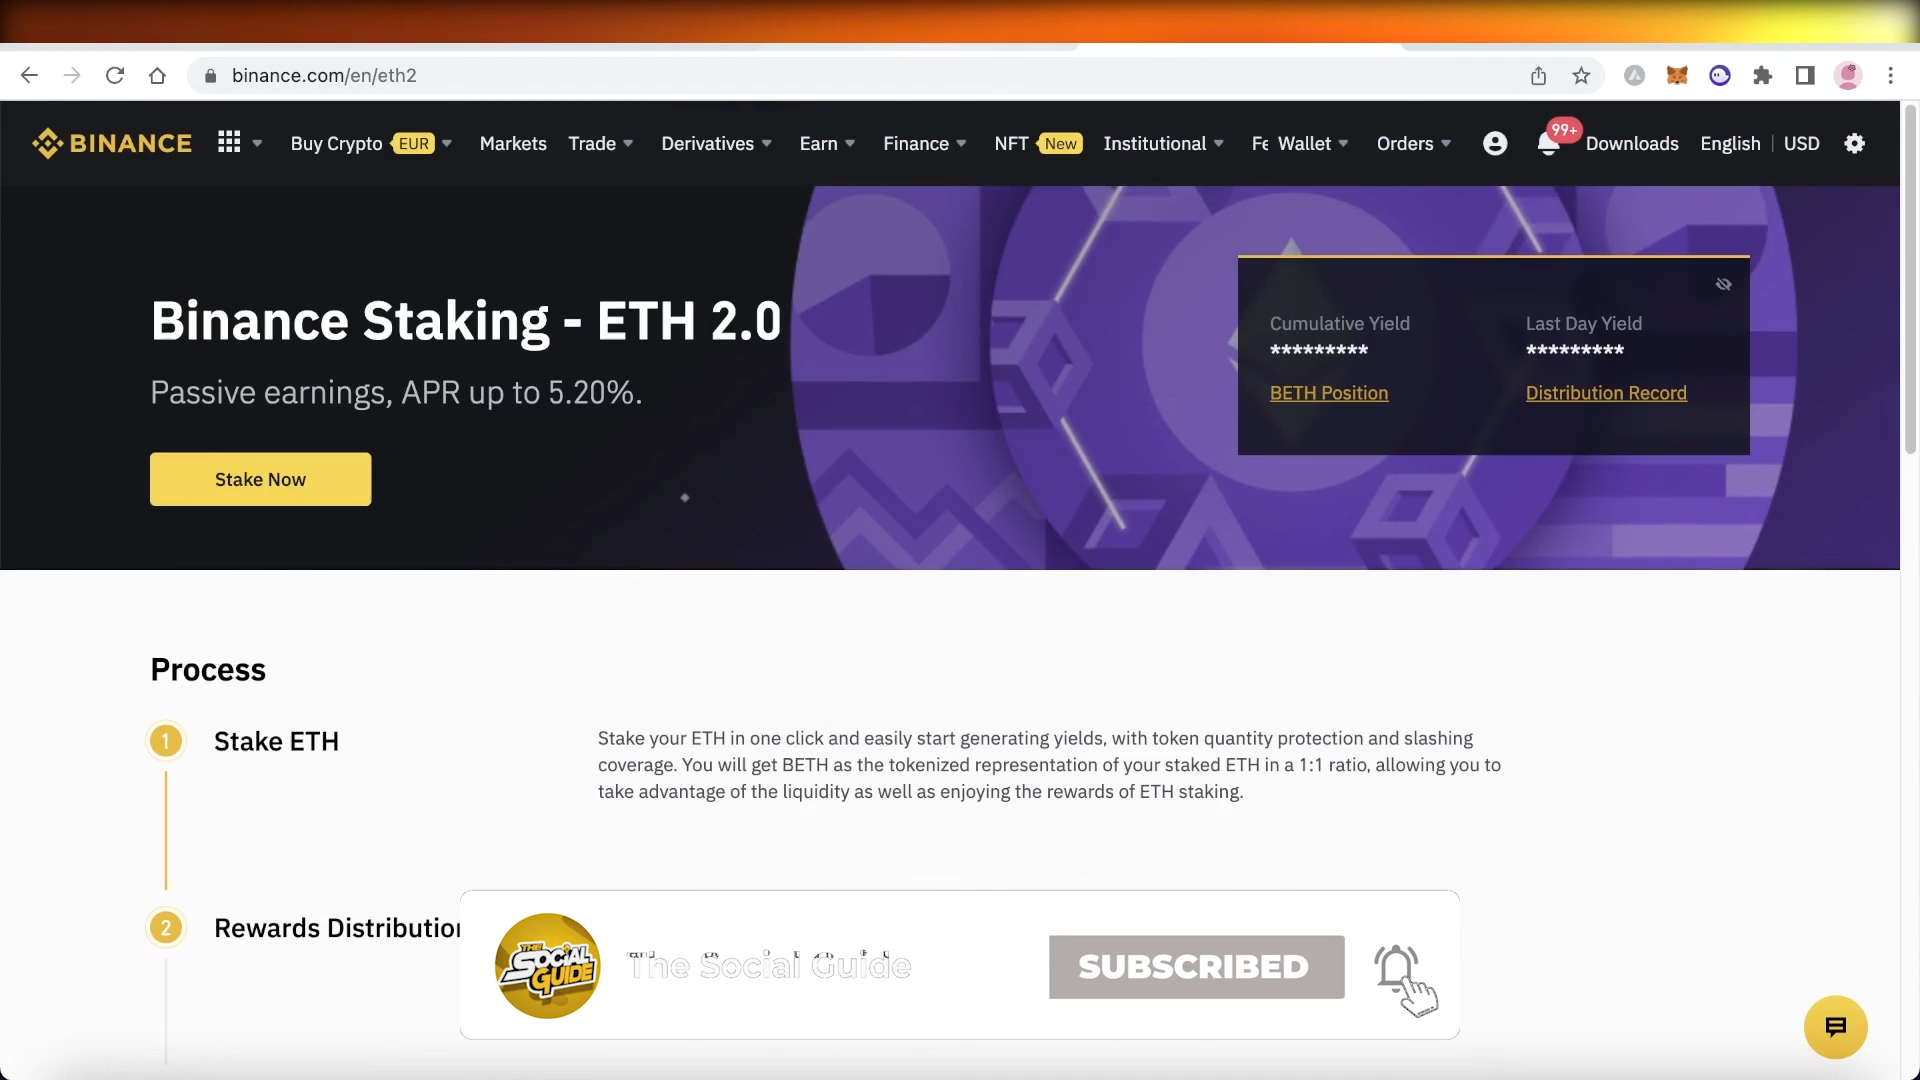 binance.com/en/eth2
BINANCE
Buy Crypto EUR
Markets
Trade
Derivatives
Earn
Finance
NFT New
Institutional
Fe
Wallet
Orders
99+
Downloads
English
USD
Binance Staking - ETH 2.0
Passive earnings, APR up to 5.20%.
Stake Now
Cumulative Yield
*********
BETH Position
Last Day Yield
*********
Distribution Record
Process
1
Stake ETH
Stake your ETH in one click and easily start generating yields, with token quantity protection and slashing
coverage. You will get BETH as the tokenized representation of your staked ETH in a 1:1 ratio, allowing you to
take advantage of the liquidity as well as enjoying the rewards of ETH staking.
2
Rewards Distribution
THE
SOCIAL
GUIDE
The Social Guide
SUBSCRIBED